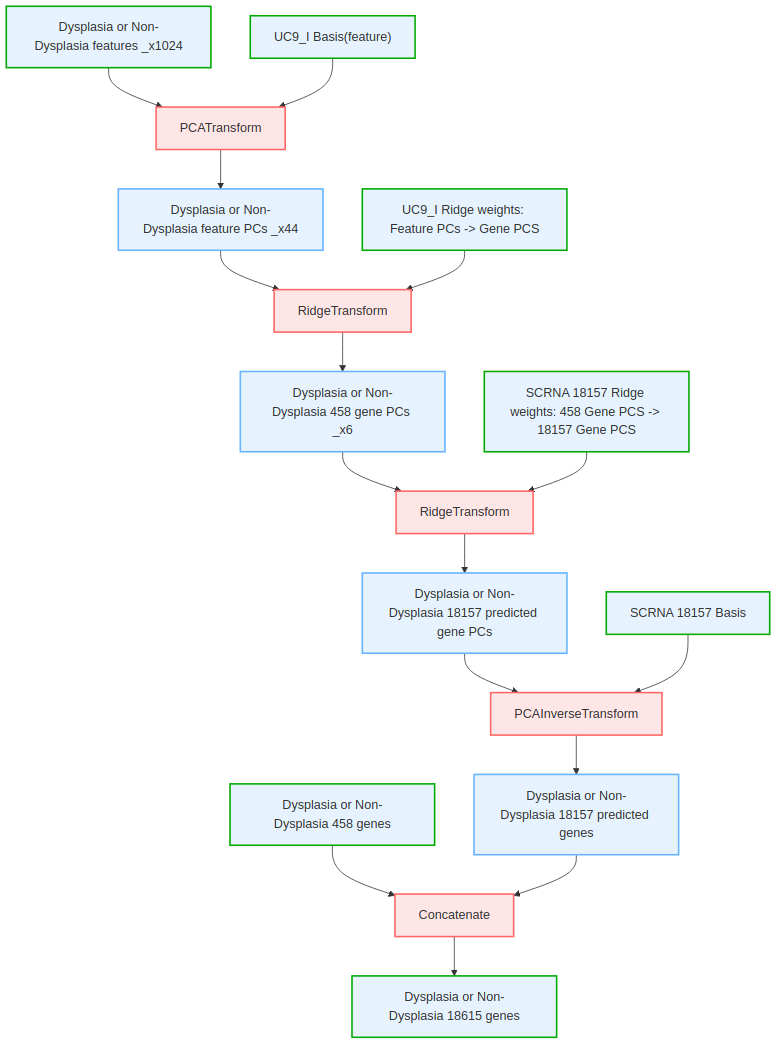 Dysplasia or Non-
Dysplasia features _x1024
UC9_I Basis(feature)
PCATransform
Dysplasia or Non-
Dysplasia feature PCs _x44
UC9_I Ridge weights:
Feature PCs -> Gene PCS
RidgeTransform
Dysplasia or Non-
Dysplasia 458 gene PCs
_x6
SCRNA 18157 Ridge
weights: 458 Gene PCS ->
18157 Gene PCS
RidgeTransform
Dysplasia or Non-
Dysplasia 18157 predicted
gene PCs
SCRNA 18157 Basis
PCAInverseTransform
Dysplasia or Non-
Dysplasia 458 genes
Dysplasia or Non-
Dysplasia 18157 predicted
genes
Concatenate
Dysplasia or Non-
Dysplasia 18615 genes